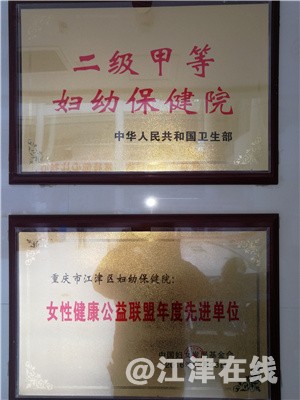 二级甲等
妇幼保健院
中华人民共和国卫生部
重庆市江津区妇幼保健院：
女性健康公益联盟年度先进单位
@江津在线